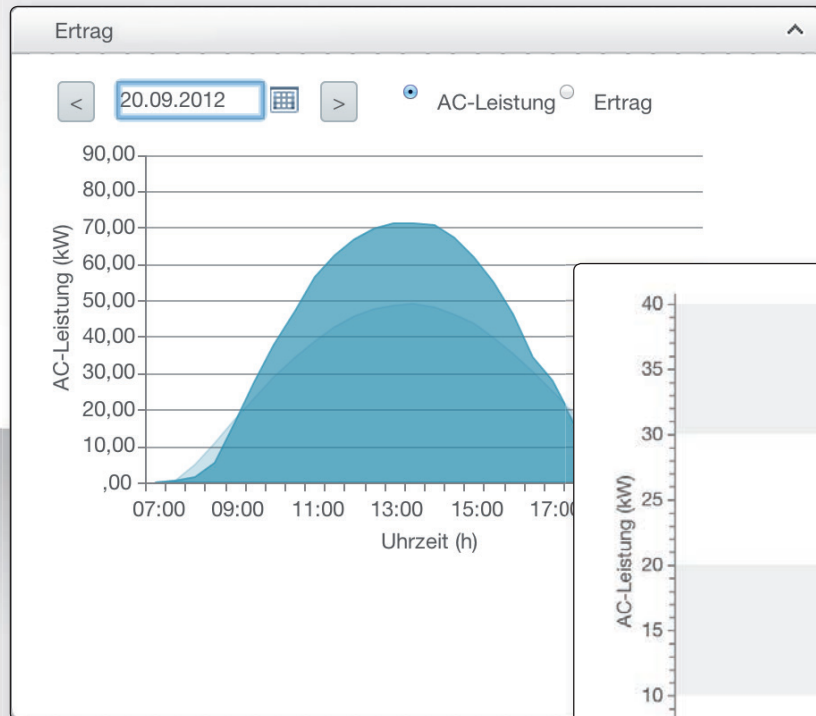 Ertrag
<
20.09.2012
>
AC-Leistung
Ertrag
90,00
80,00
70,00
60,00
50,00
40,00
30,00
20,00
10,00
,00
AC-Leistung (kW)
07:00 09:00 11:00 13:00 15:00 17:00
Uhrzeit (h)
40
35
30
25
20
15
10
AC-Leistung (kW)